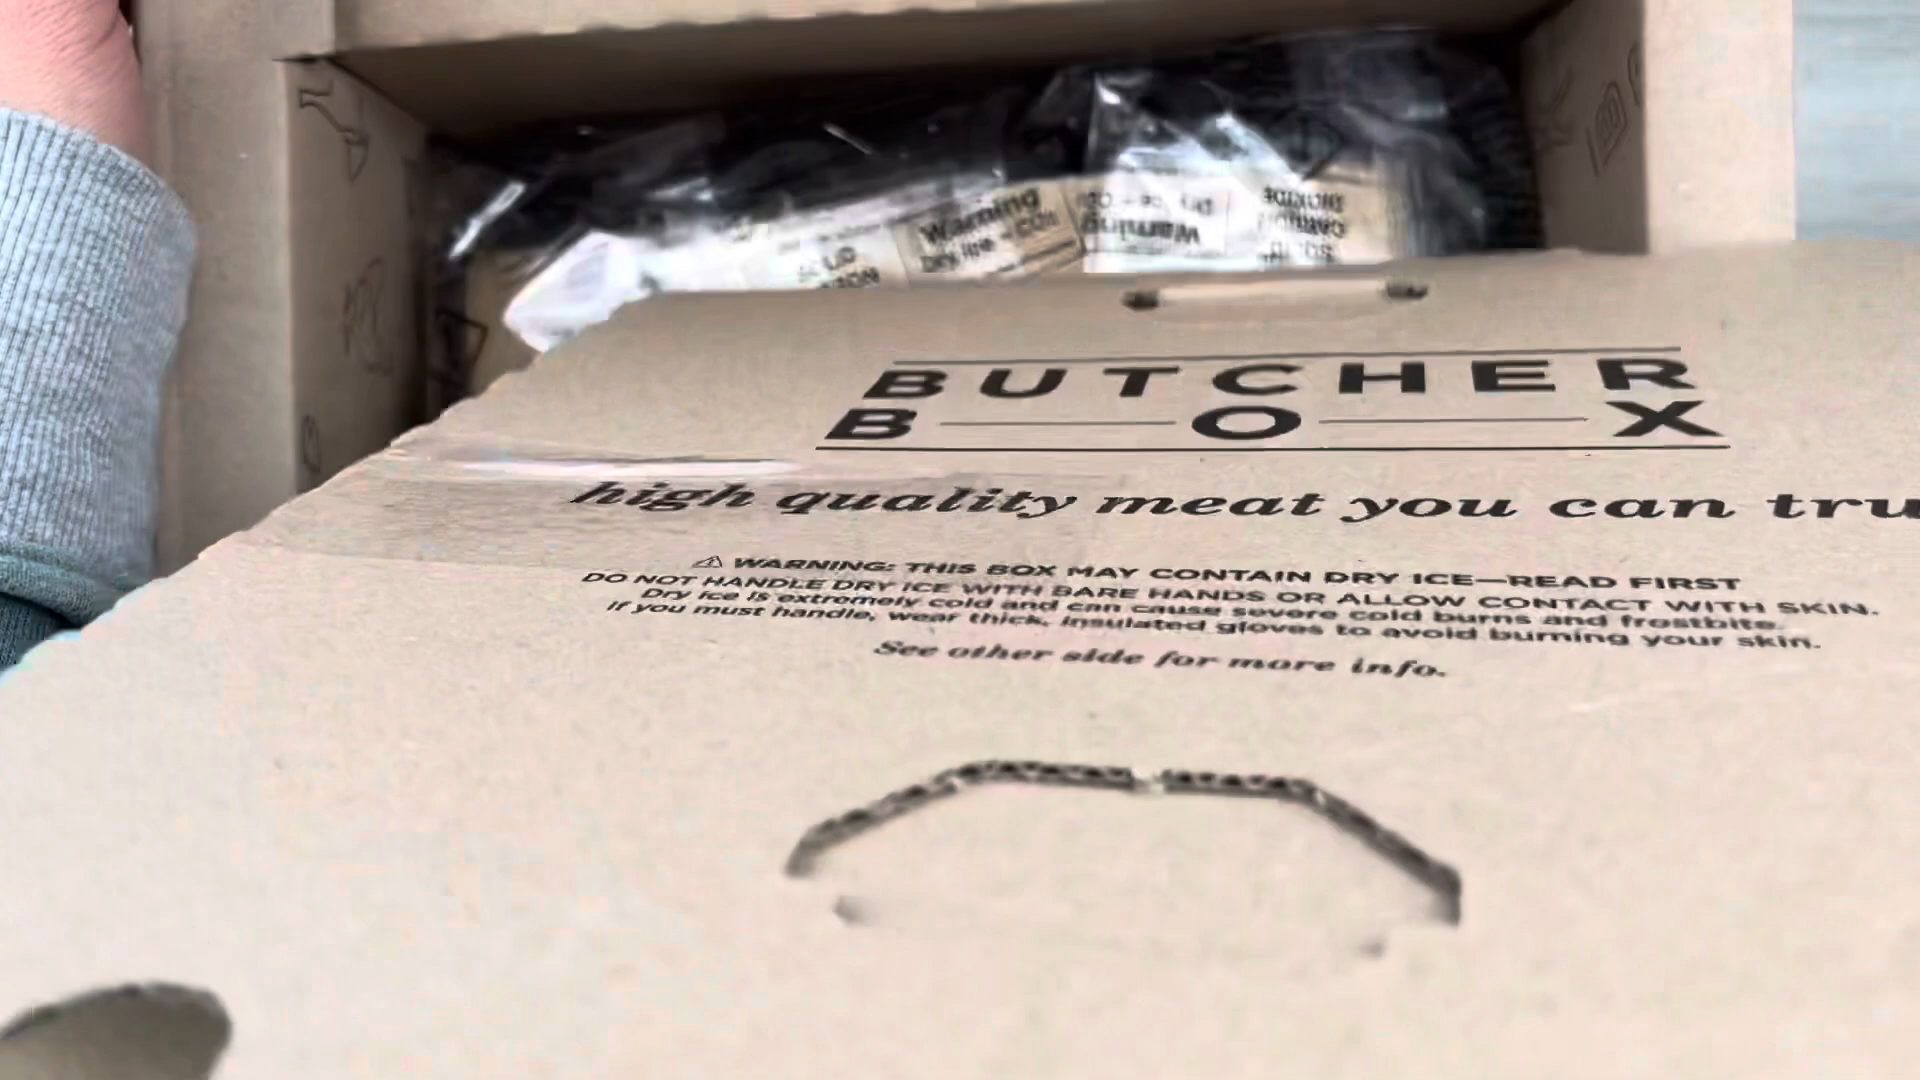 Warning
Warning
CARBON
BUTCHER
BOX
high quality meat you can tru
WARNING: THIS BOX MAY CONTAIN DRY ICE—READ FIRST
DO NOT HANDLE DRY ICE WITH BARE HANDS OR ALLOW CONTACT WITH SKIN.
Dry ice is extremely cold and can cause severe cold burns and frostbite.
If you must handle, wear thick, insulated gloves to avoid burning your skin.
See other side for more info.